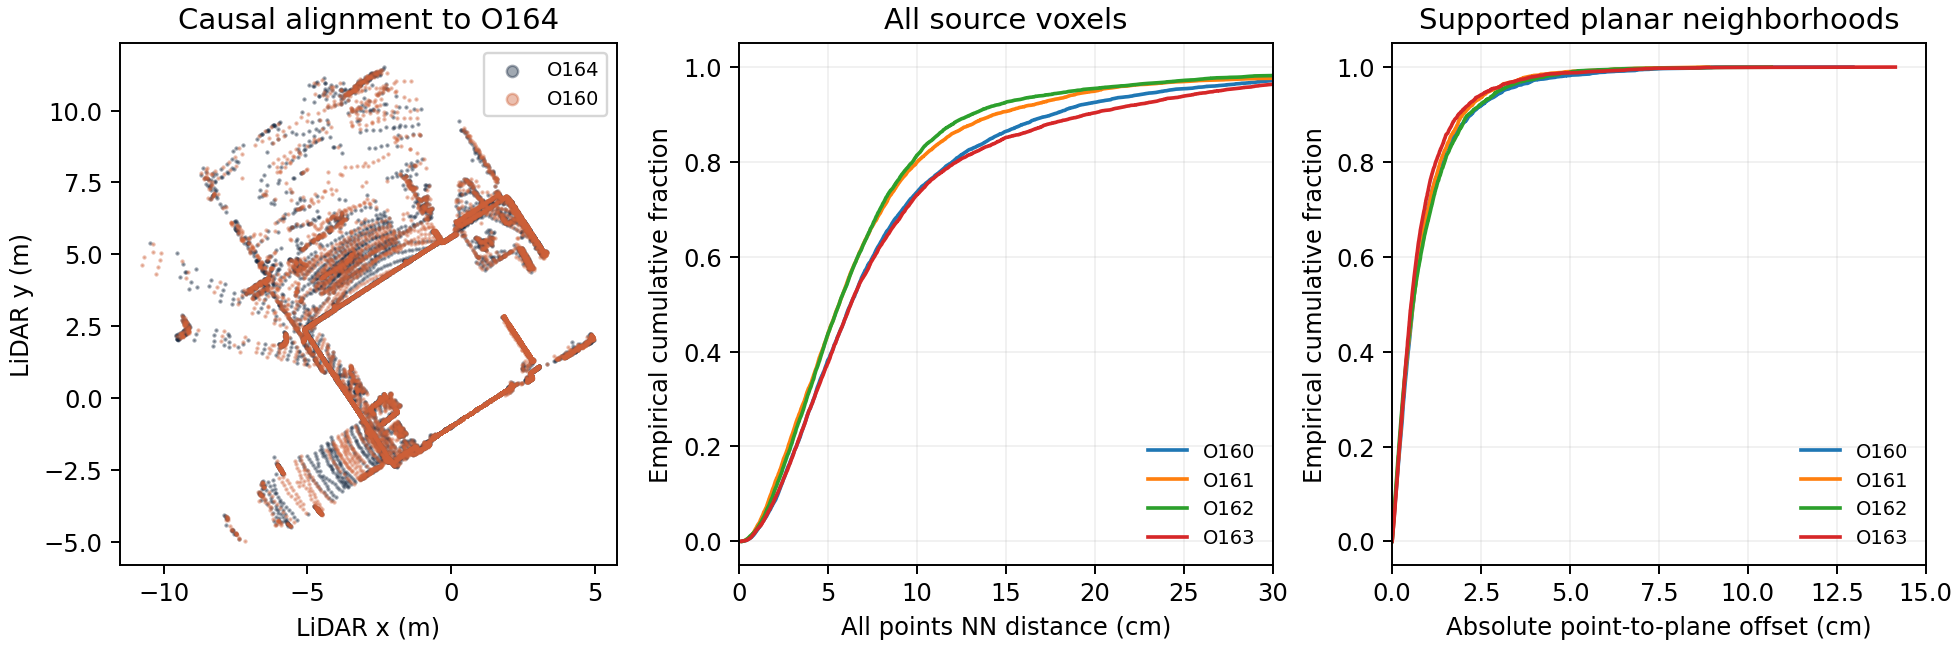 Causal alignment to O164
O164
O160
10.0
7.5
5.0
2.5
0.0
−2.5
−5.0
−10
−5
0
5
LiDAR x (m)
LiDAR y (m)
All source voxels
1.0
0.8
0.6
0.4
0.2
0.0
0
5
10
15
20
25
30
All points NN distance (cm)
Empirical cumulative fraction
O160
O161
O162
O163
Supported planar neighborhoods
1.0
0.8
0.6
0.4
0.2
0.0
0.0
2.5
5.0
7.5
10.0
12.5
15.0
Absolute point-to-plane offset (cm)
Empirical cumulative fraction
O160
O161
O162
O163